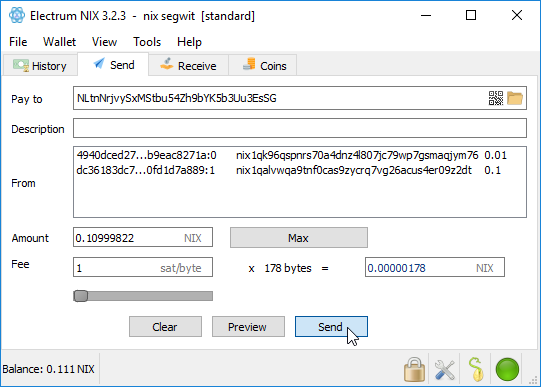 Electrum NIX 3.2.3 - nix segwit [standard]
File Wallet View Tools Help
History Send Receive Coins
Pay to NLtnNrjvySxMStbu54Zh9bYK5b3Uu3EsSG
Description
From
4940dced27...b9eac8271a:0 nix1qk96qspnrs70a4dnz4l807jc79wp7gsmaqjym76 0.01
dc36183dc7...0fd1d7a889:1 nix1qalvwqa9tnf0cas9zycrq7vg26acus4er09z2dt 0.1
Amount 0.10999822 NIX Max
Fee 1 sat/byte x 178 bytes = 0.00000178 NIX
Clear Preview Send
Balance: 0.111 NIX